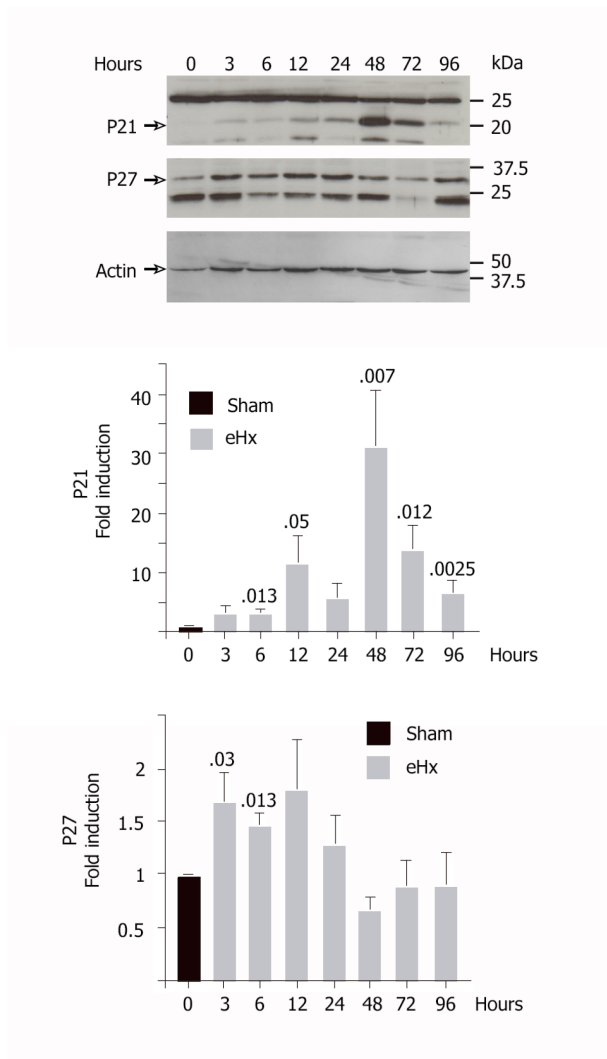 Hours 0 3 6 12 24 48 72 96 kDa
25
P21 20
37.5
P27
25
50
Actin
37.5
.007
40
Sham
eHx
30
P21
Fold induction
20
.05
.012
.013
.0025
10
0 3 6 12 24 48 72 96 Hours
Sham
eHx
2
.03
.013
P27
Fold induction
1.5
1
0.5
0 3 6 12 24 48 72 96 Hours